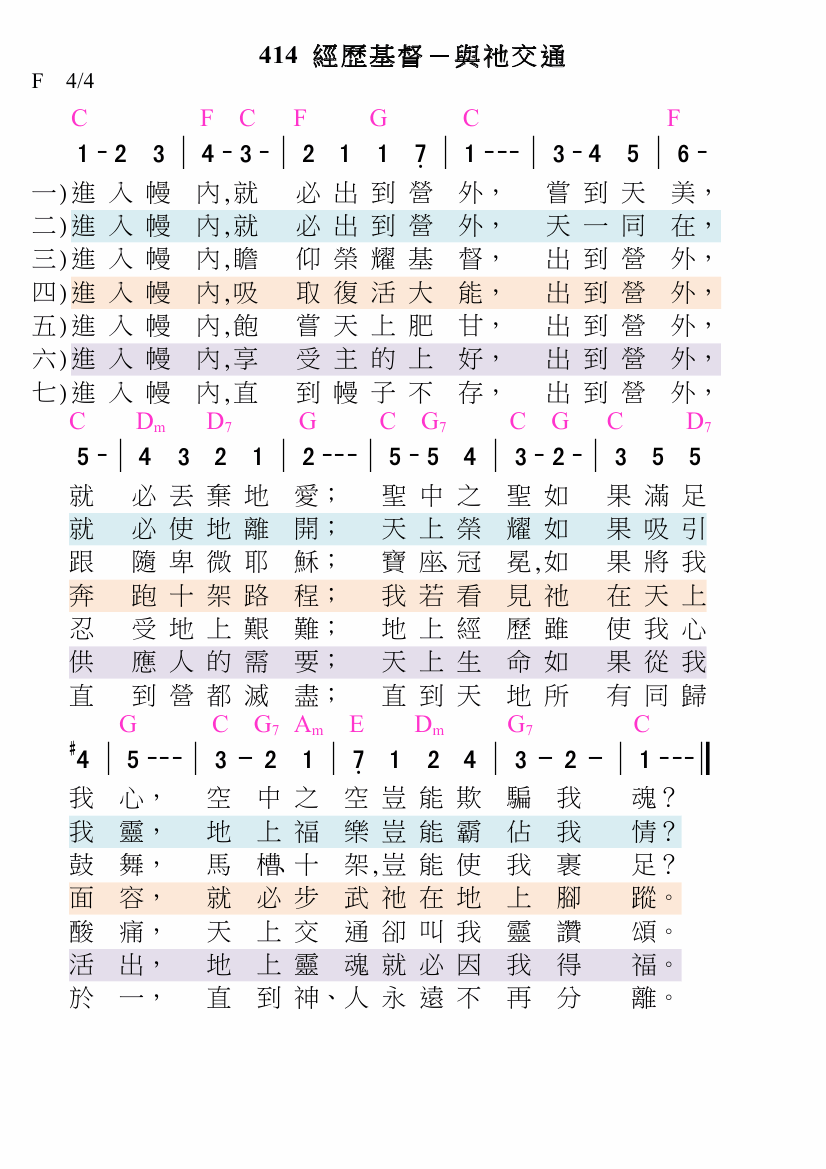 414 經歷基督－與祂交通
F 4/4
C F C F G C F
1 - 2 3 | 4 - 3 - | 2 1 1 7̣ | 1 - - - | 3 - 4 5 | 6 -
一)進入幔內,就必出到營外，嘗到天美，
二)進入幔內,就必出到營外，天一同在，
三)進入幔內,瞻仰榮耀基督，出到營外，
四)進入幔內,吸取復活大能，出到營外，
五)進入幔內,飽嘗天上肥甘，出到營外，
六)進入幔內,享受主的上好，出到營外，
七)進入幔內,直到幔子不存，出到營外，
C Dm D7 G C G7 C G C D7
5 - | 4 3 2 1 | 2 - - - | 5 - 5 4 | 3 - 2 - | 3 5 5
就必丟棄地愛；聖中之聖如果滿足
就必使地離開；天上榮耀如果吸引
跟隨卑微耶穌；寶座、冠冕,如果將我
奔跑十架路程；我若看見祂在天上
忍受地上艱難；地上經歷雖使我心
供應人的需要；天上生命如果從我
直到營都滅盡；直到天地所有同歸
G C G7 Am E Dm G7 C
#4 | 5 - - - | 3 - 2 1 | 7̣ 1 2 4 | 3 - 2 - | 1 - - - ‖
我心，空中之空豈能欺騙我魂？
我靈，地上福樂豈能霸佔我情？
鼓舞，馬槽、十架,豈能使我裹足？
面容，就必步武祂在地上腳蹤。
酸痛，天上交通卻叫我靈讚頌。
活出，地上靈魂就必因我得福。
於一，直到神、人永遠不再分離。